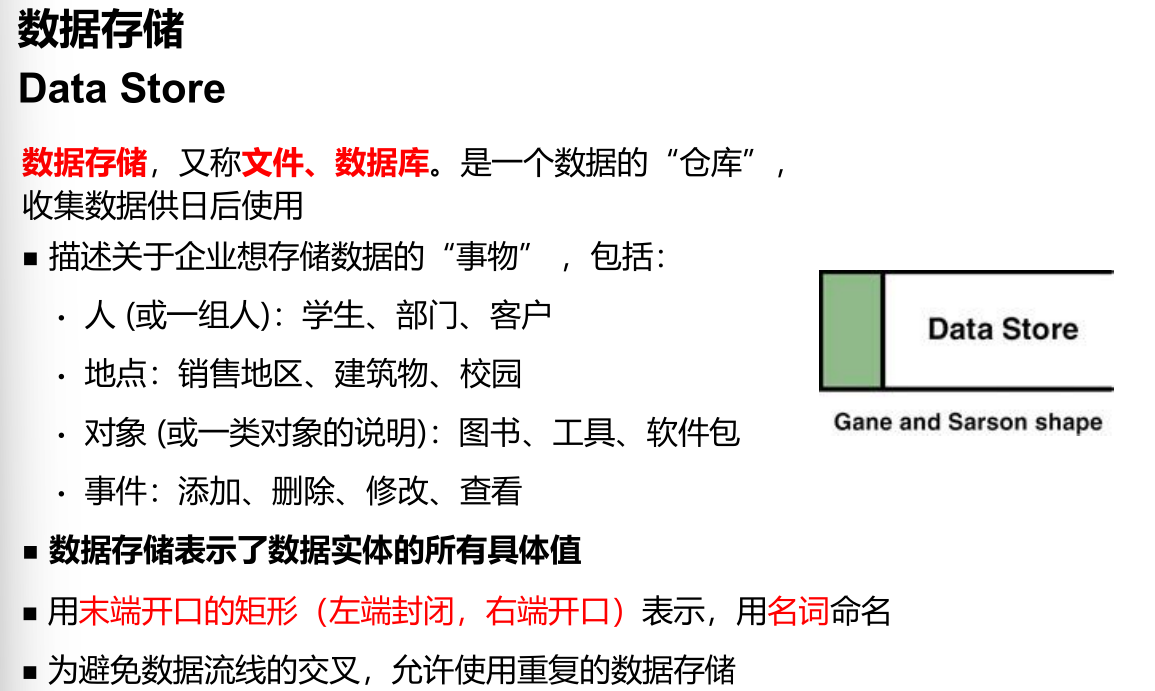 数据存储
Data Store
数据存储，又称文件、数据库。是一个数据的“仓库”，
收集数据供日后使用
■ 描述关于企业想存储数据的“事物”，包括：
• 人 (或一组人)：学生、部门、客户
• 地点：销售地区、建筑物、校园
• 对象 (或一类对象的说明)：图书、工具、软件包
• 事件：添加、删除、修改、查看
■ 数据存储表示了数据实体的所有具体值
■ 用末端开口的矩形（左端封闭，右端开口）表示，用名词命名
■ 为避免数据流线的交叉，允许使用重复的数据存储
Data Store
Gane and Sarson shape